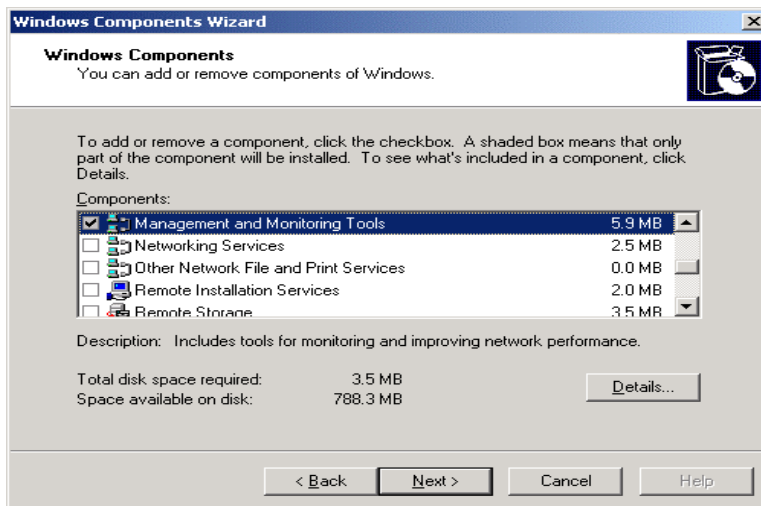 Windows Components Wizard
Windows Components
You can add or remove components of Windows.
To add or remove a component, click the checkbox. A shaded box means that only
part of the component will be installed. To see what's included in a component, click
Details.
Components:
Management and Monitoring Tools 5.9 MB
Networking Services 2.5 MB
Other Network File and Print Services 0.0 MB
Remote Installation Services 2.0 MB
Remote Storage 3.5 MB
Description: Includes tools for monitoring and improving network performance.
Total disk space required: 3.5 MB
Space available on disk: 788.3 MB
Details...
< Back Next > Cancel Help